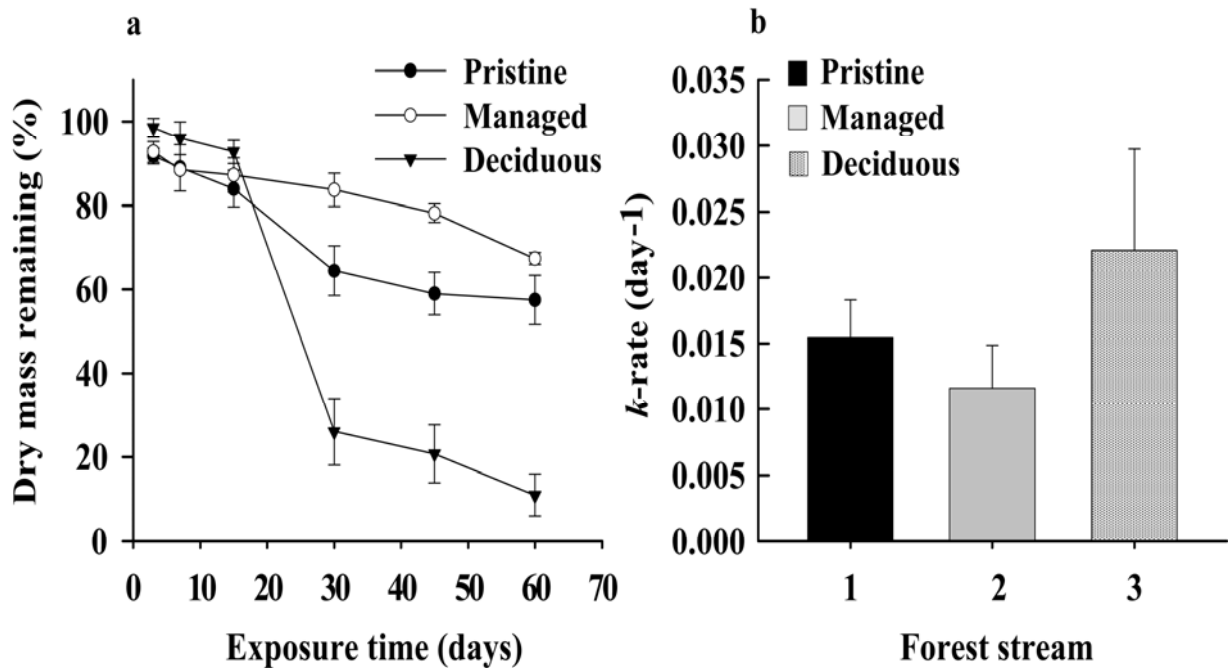 a
Pristine
Managed
Deciduous
Dry mass remaining (%)
100
80
60
40
20
0
0 10 20 30 40 50 60 70
Exposure time (days)
b
Pristine
Managed
Deciduous
k-rate (day-1)
0.035
0.030
0.025
0.020
0.015
0.010
0.005
0.000
1 2 3
Forest stream